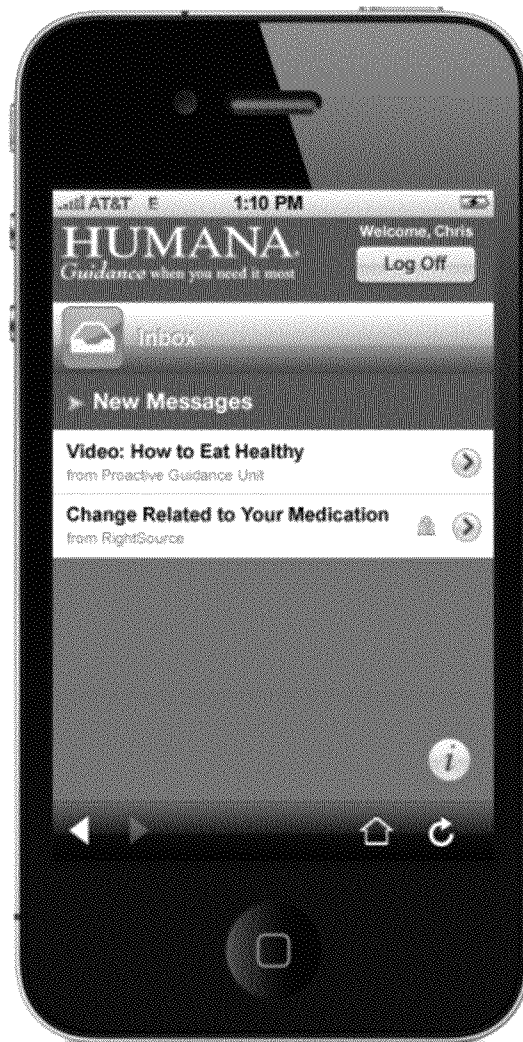 AT&T E 1:10 PM
HUMANA.
Guidance when you need it most
Welcome, Chris
Log Off
Inbox
New Messages
Video: How to Eat Healthy
from Proactive Guidance Unit
Change Related to Your Medication
from RightSource
i